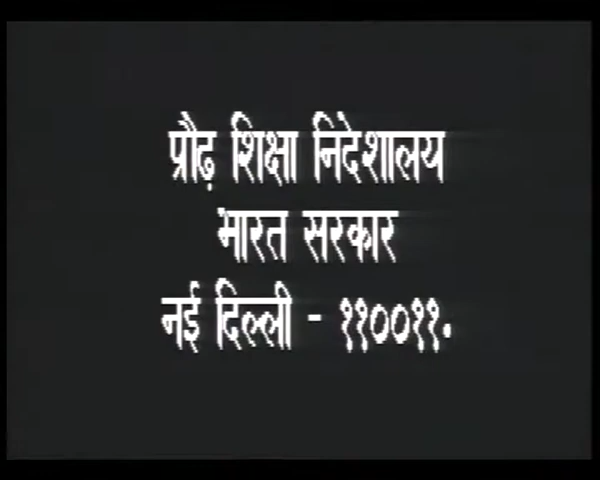 प्रौढ़ शिक्षा निदेशालय
भारत सरकार
नई दिल्ली - ११००११.